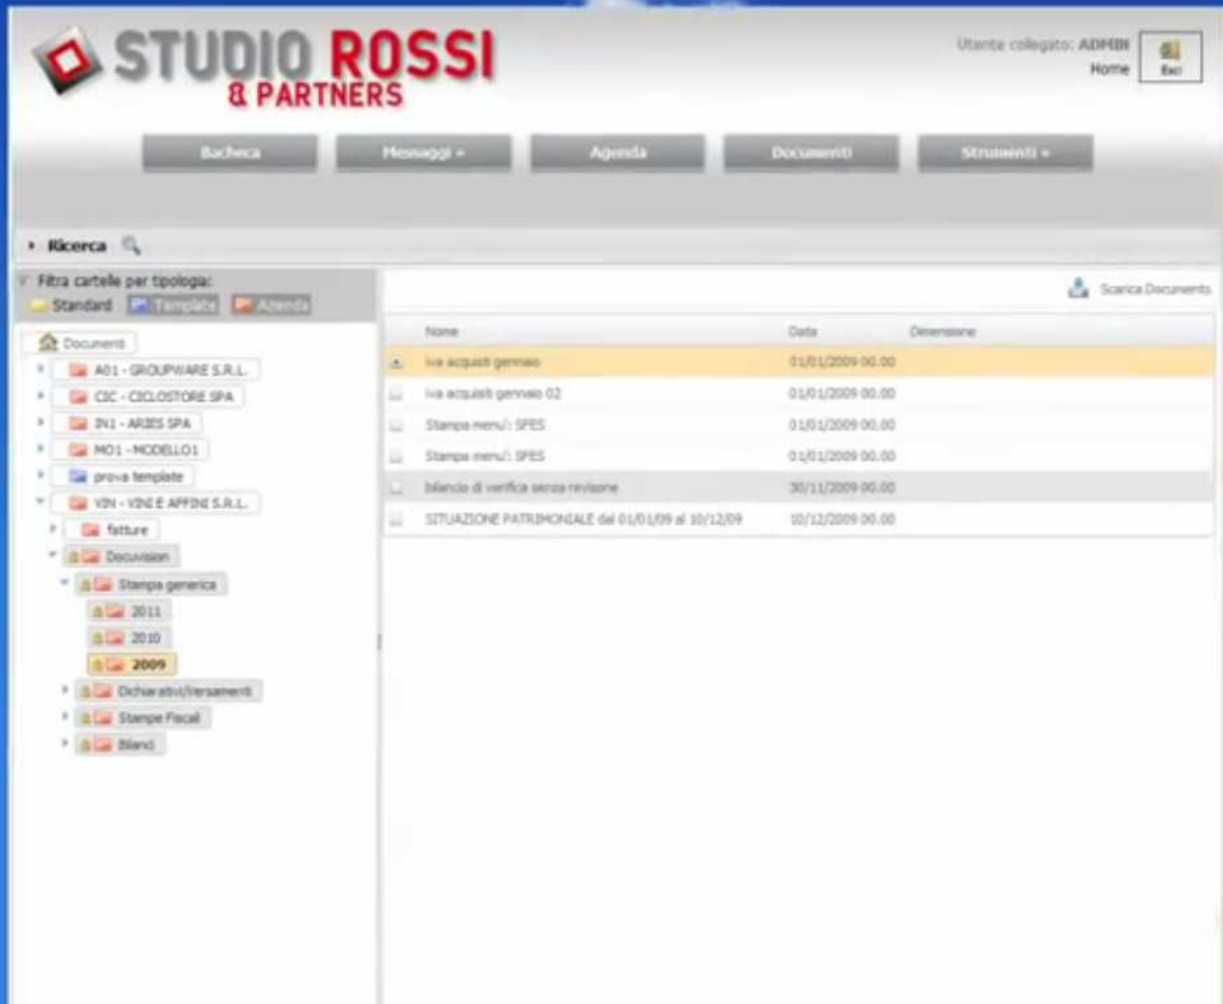 STUDIO ROSSI
& PARTNERS
Utente collegato: ADMIN
Home
Esci
Bacheca
Messaggi »
Agenda
Documenti
Strumenti »
Ricerca
Filtra cartelle per tipologia:
Standard Template Azienda
Scarica Documento
Documenti
A01 - GROUPWARE S.R.L.
CIC - CICLOSTORE SPA
IN1 - ARIES SPA
MO1 - MODELLO1
prova template
VIN - VINI E AFFINI S.R.L.
fatture
Docuvision
Stampa generica
2011
2010
2009
Dichiarativi/Versamenti
Stampe Fiscali
Bilanci
Nome Data Dimensione
iva acquisti gennaio 01/01/2009 00.00
iva acquisti gennaio 02 01/01/2009 00.00
Stampa menu': SFES 01/01/2009 00.00
Stampa menu': SFES 01/01/2009 00.00
bilancio di verifica senza revisione 30/11/2009 00.00
SITUAZIONE PATRIMONIALE dal 01/01/09 al 10/12/09 10/12/2009 00.00